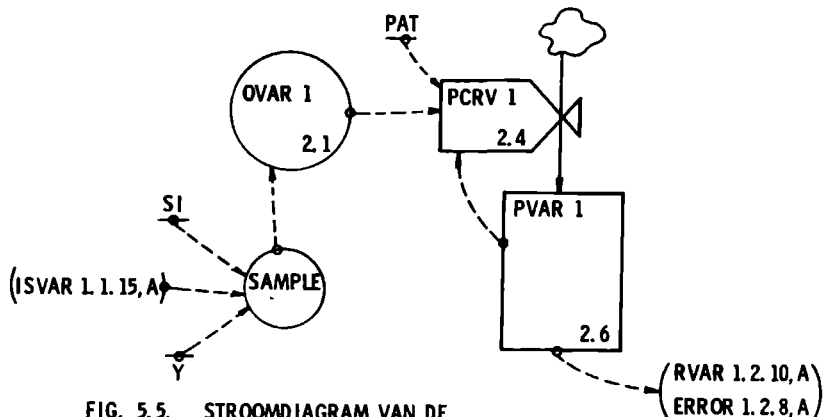 PAT
OVAR 1
2.1
PCRV 1
2.4
SI
PVAR 1
(ISVAR 1.1.15,A)
SAMPLE
2.6
Y
(RVAR 1.2.10,A
ERROR 1.2.8,A)
FIG. 5.5. STROOMDIAGRAM VAN DE